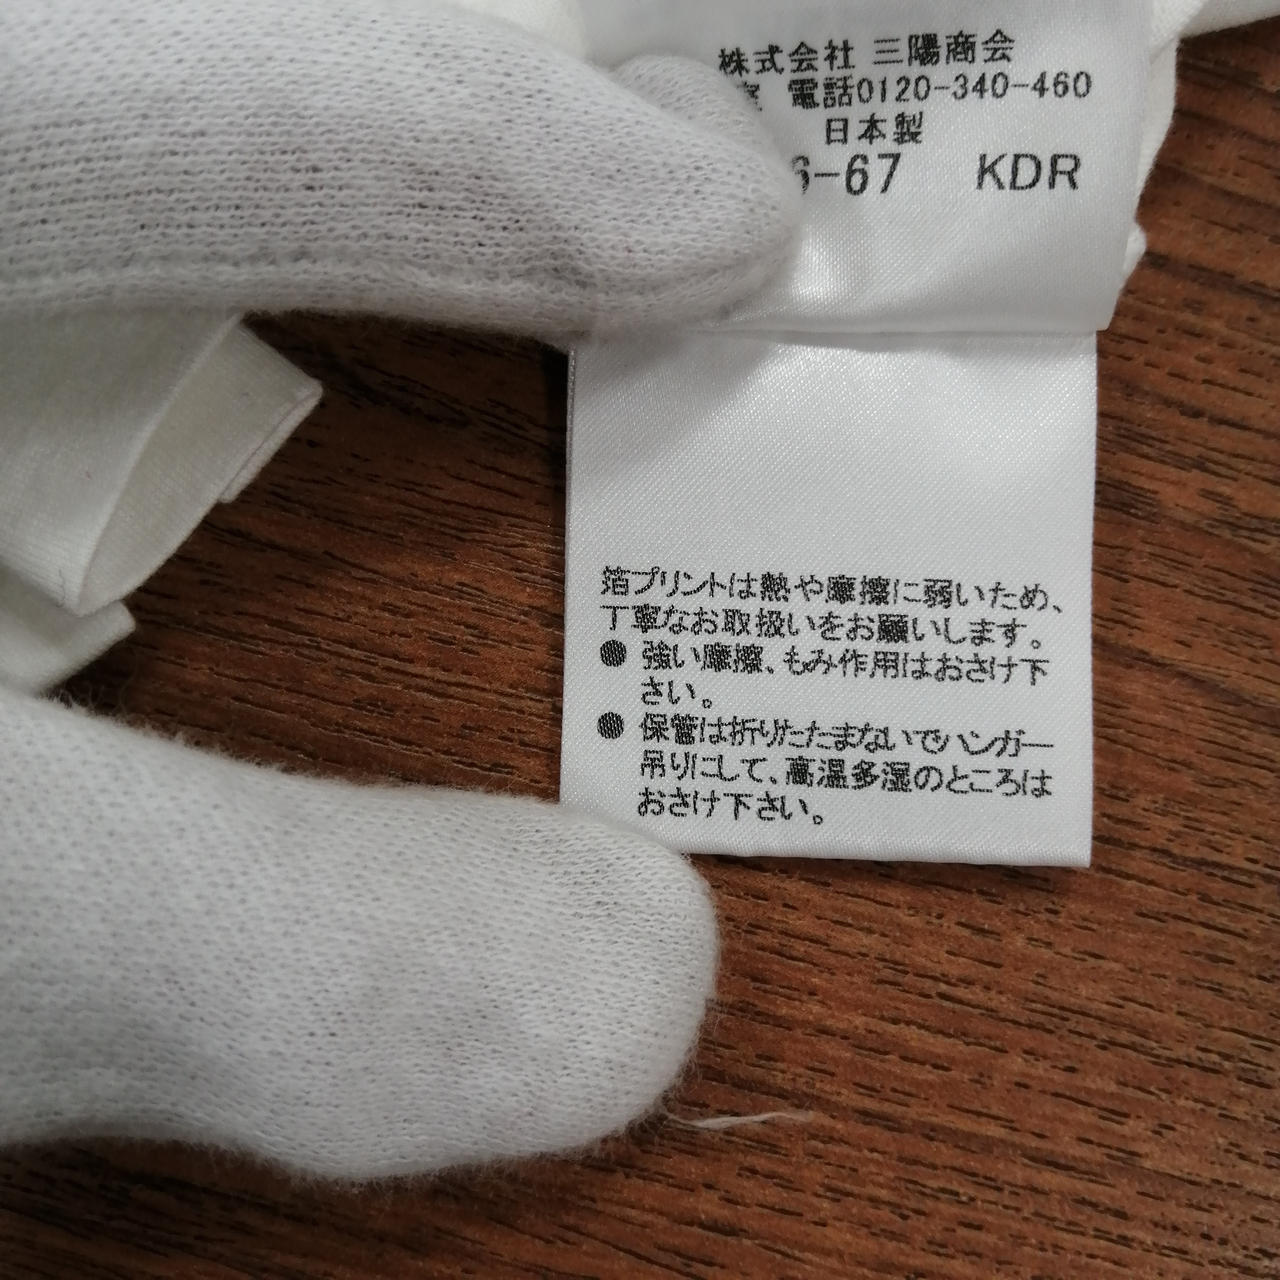 株式会社 三陽商会
電話0120-340-460
日本製
6-67 KDR
箔プリントは熱や摩擦に弱いため、
丁寧なお取扱いをお願いします。
● 強い摩擦、もみ作用はおさけ下
さい。
● 保管は折りたたまないでハンガー
吊りにして、高温多湿のところは
おさけ下さい。